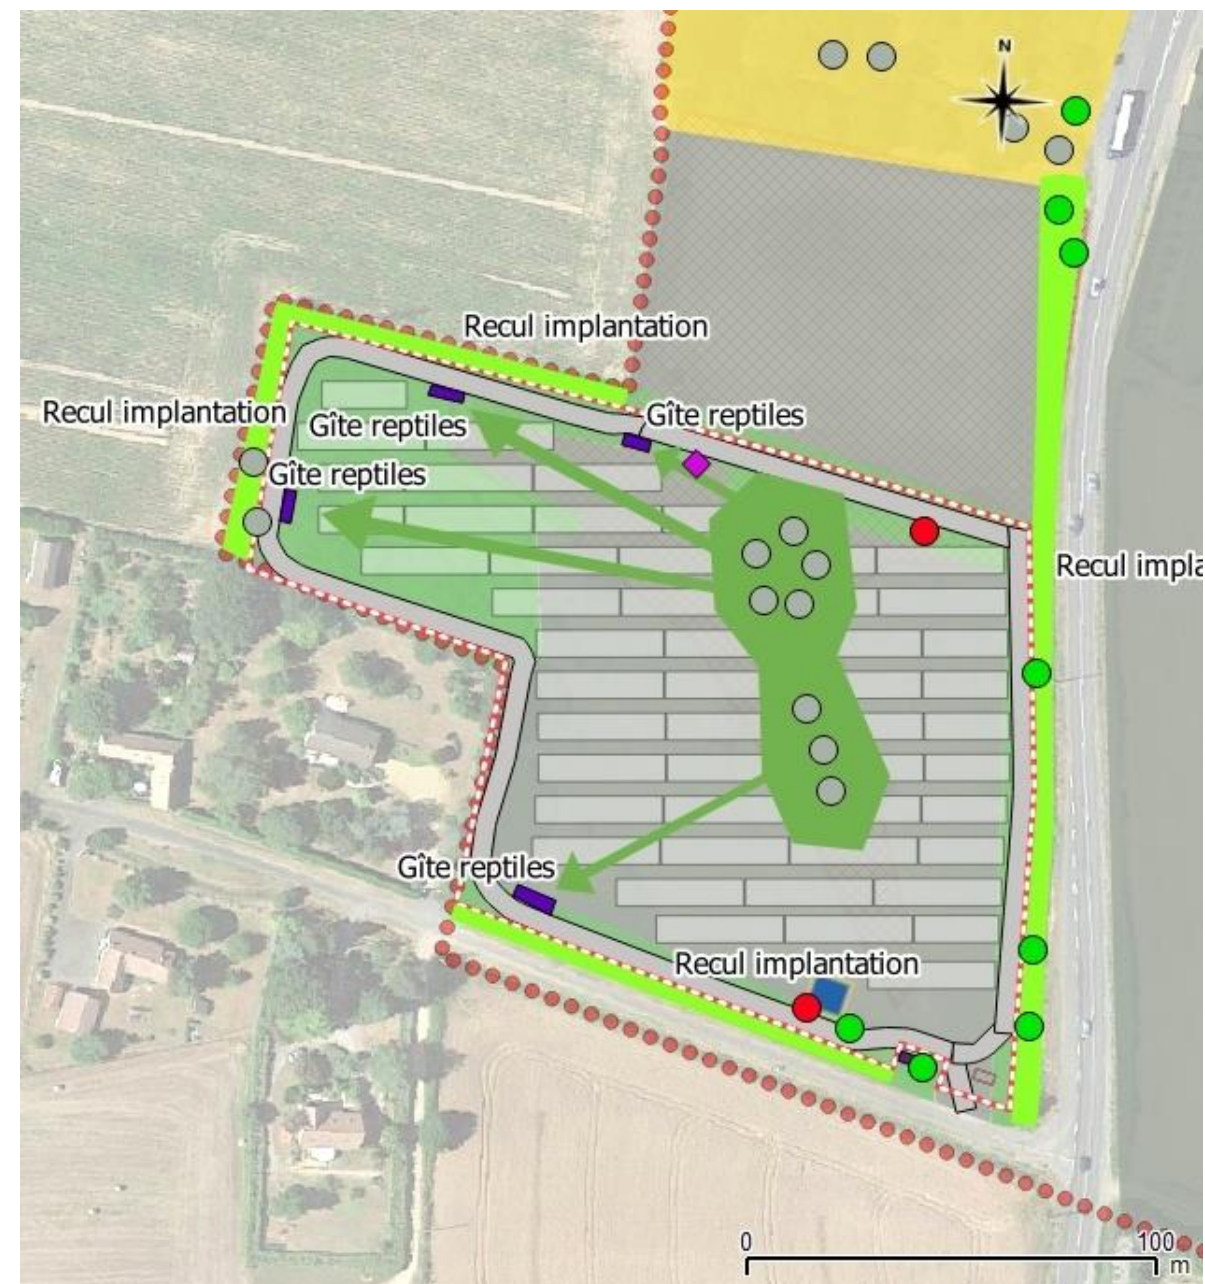 N
Recul implantation
Recul implantation
Gîte reptiles
Gîte reptiles
Gîte reptiles
Recul impla
Gîte reptiles
Recul implantation
0
100
m